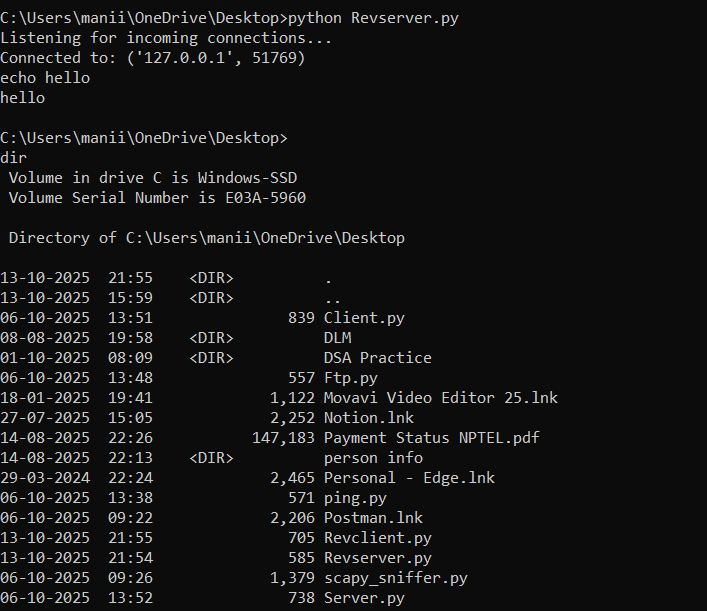 C:\Users\manii\OneDrive\Desktop>python Revserver.py
Listening for incoming connections...
Connected to: ('127.0.0.1', 51769)
echo hello
hello
C:\Users\manii\OneDrive\Desktop>
dir
 Volume in drive C is Windows-SSD
 Volume Serial Number is E03A-5960
 Directory of C:\Users\manii\OneDrive\Desktop
13-10-2025  21:55    <DIR>          .
13-10-2025  15:59    <DIR>          ..
06-10-2025  13:51               839 Client.py
08-08-2025  19:58    <DIR>          DLM
01-10-2025  08:09    <DIR>          DSA Practice
06-10-2025  13:48               557 Ftp.py
18-01-2025  19:41             1,122 Movavi Video Editor 25.lnk
27-07-2025  15:05             2,252 Notion.lnk
14-08-2025  22:26           147,183 Payment Status NPTEL.pdf
14-08-2025  22:13    <DIR>          person info
29-03-2024  22:24             2,465 Personal - Edge.lnk
06-10-2025  13:38               571 ping.py
06-10-2025  09:22             2,206 Postman.lnk
13-10-2025  21:55               705 Revclient.py
13-10-2025  21:54               585 Revserver.py
06-10-2025  09:26             1,379 scapy_sniffer.py
06-10-2025  13:52               738 Server.py